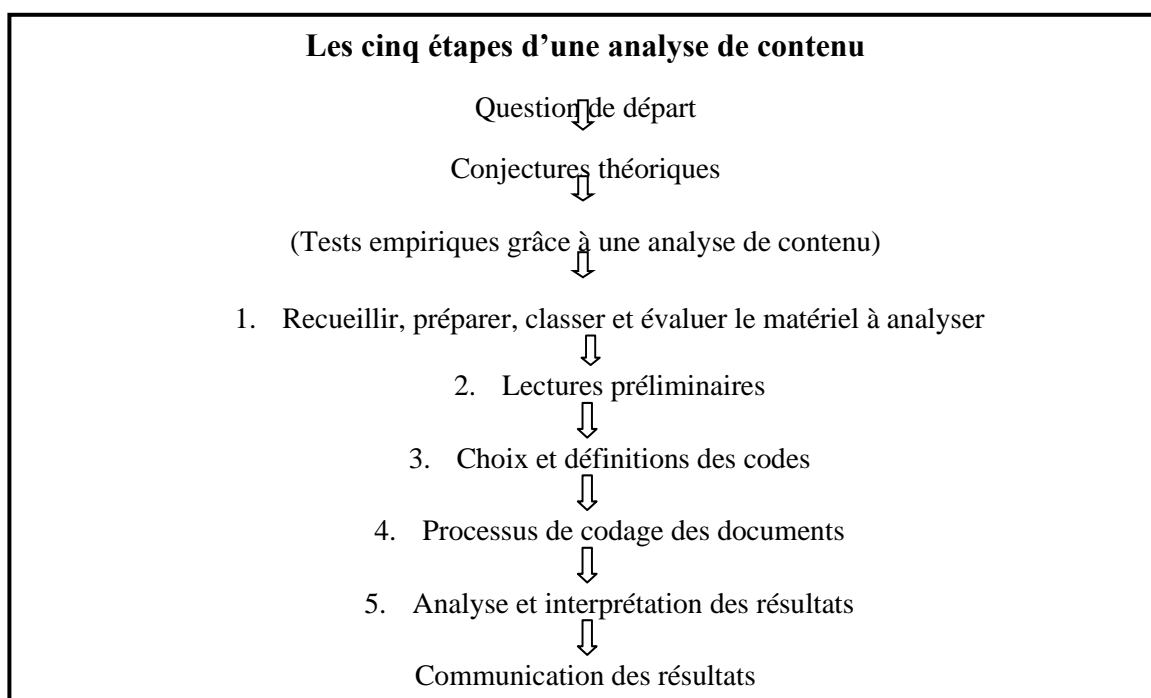 Les cinq étapes d’une analyse de contenu
Question de départ
Conjectures théoriques
(Tests empiriques grâce à une analyse de contenu)
1. Recueillir, préparer, classer et évaluer le matériel à analyser
2. Lectures préliminaires
3. Choix et définitions des codes
4. Processus de codage des documents
5. Analyse et interprétation des résultats
Communication des résultats